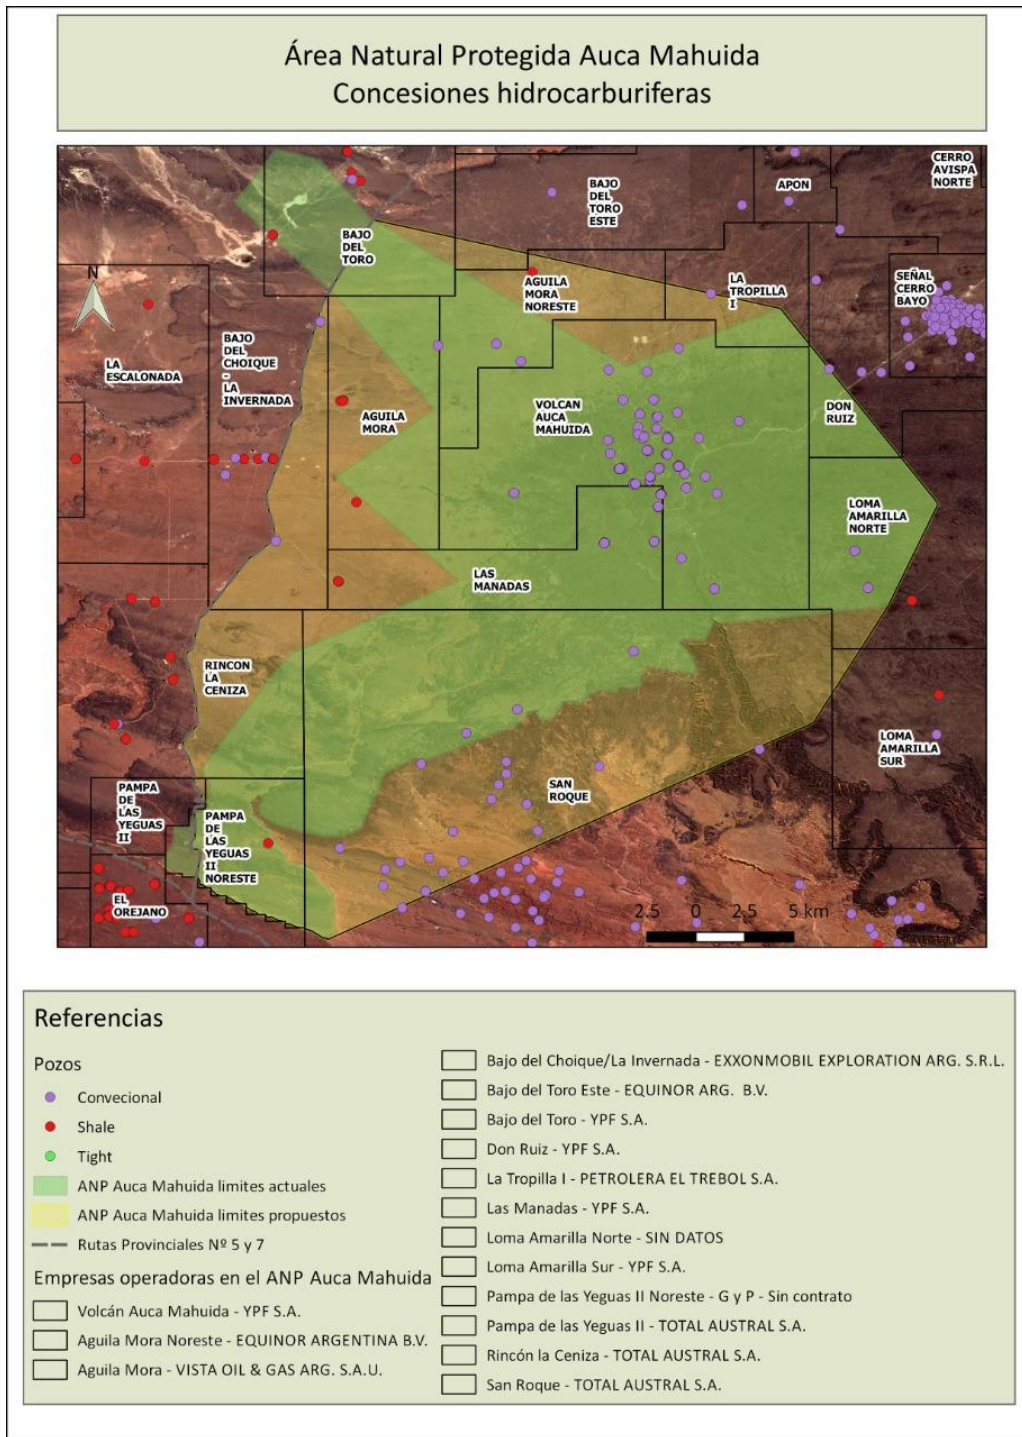 Área Natural Protegida Auca Mahuida
Concesiones hidrocarburiferas
CERRO
AVISPA
NORTE
BAJO
DEL
TORO
ESTE
APON
BAJO
DEL
TORO
AGUILA
MORA
NORESTE
LA
TROPILLA
I
SEÑAL
CERRO
BAYO
N
LA
ESCALONADA
BAJO
DEL
CHOIQUE
-
LA
INVERNADA
AGUILA
MORA
VOLCAN
AUCA
MAHUIDA
DON
RUIZ
LOMA
AMARILLA
NORTE
LAS
MANADAS
RINCON
LA
CENIZA
LOMA
AMARILLA
SUR
SAN
ROQUE
PAMPA
DE
LAS
YEGUAS
II
PAMPA
DE
LAS
YEGUAS
II
NORESTE
EL
OREJANO
2.5 0 2.5 5 km
Referencias
Pozos
Convecional
Shale
Tight
ANP Auca Mahuida limites actuales
ANP Auca Mahuida limites propuestos
Rutas Provinciales Nº 5 y 7
Empresas operadoras en el ANP Auca Mahuida
Volcán Auca Mahuida - YPF S.A.
Aguila Mora Noreste - EQUINOR ARGENTINA B.V.
Aguila Mora - VISTA OIL & GAS ARG. S.A.U.
Bajo del Choique/La Invernada - EXXONMOBIL EXPLORATION ARG. S.R.L.
Bajo del Toro Este - EQUINOR ARG. B.V.
Bajo del Toro - YPF S.A.
Don Ruiz - YPF S.A.
La Tropilla I - PETROLERA EL TREBOL S.A.
Las Manadas - YPF S.A.
Loma Amarilla Norte - SIN DATOS
Loma Amarilla Sur - YPF S.A.
Pampa de las Yeguas II Noreste - G y P - Sin contrato
Pampa de las Yeguas II - TOTAL AUSTRAL S.A.
Rincón la Ceniza - TOTAL AUSTRAL S.A.
San Roque - TOTAL AUSTRAL S.A.